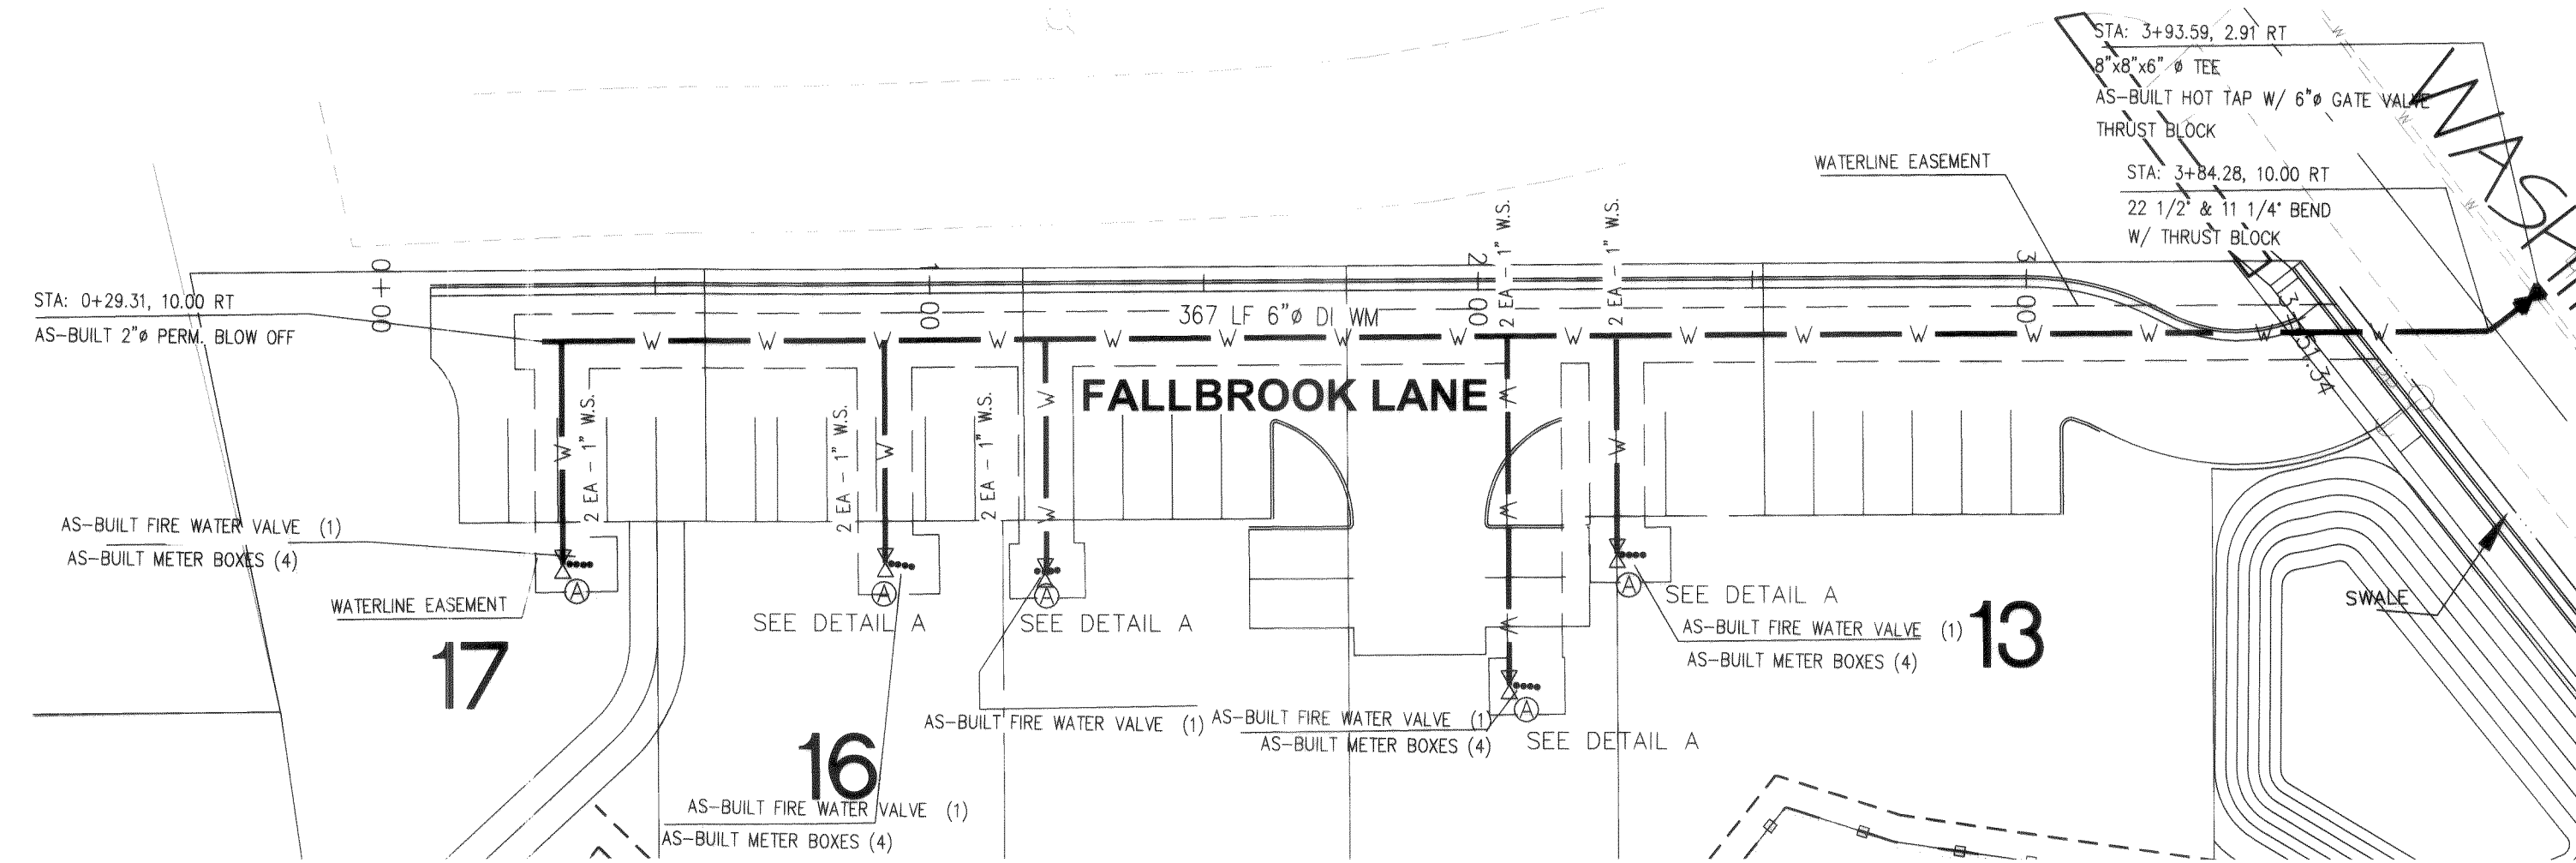 STA: 3+93.59, 2.91 RT
8"x8"x6" ø TEE
AS-BUILT HOT TAP W/ 6"ø GATE VALVE
THRUST BLOCK
WATERLINE EASEMENT
STA: 3+84.28, 10.00 RT
22 1/2° & 11 1/4° BEND
W/ THRUST BLOCK
STA: 0+29.31, 10.00 RT
AS-BUILT 2"ø PERM. BLOW OFF
0+00
1
00
2+00
3+00
367 LF 6"ø DI WM
W W W W W W W W W W W W W W W W
FALLBROOK LANE
2 EA - 1" W.S.
2 EA - 1" W.S.
2 EA - 1" W.S.
2 EA - 1" W.S.
2 EA - 1" W.S.
W W W W W W W W
AS-BUILT FIRE WATER VALVE (1)
AS-BUILT METER BOXES (4)
WATERLINE EASEMENT
A
A
A
A
A
SEE DETAIL A
SEE DETAIL A
SEE DETAIL A
AS-BUILT FIRE WATER VALVE (1)
AS-BUILT METER BOXES (4)
13
SWALE
17
AS-BUILT FIRE WATER VALVE (1)
AS-BUILT FIRE WATER VALVE (1)
AS-BUILT METER BOXES (4)
SEE DETAIL A
16
AS-BUILT FIRE WATER VALVE (1)
AS-BUILT METER BOXES (4)